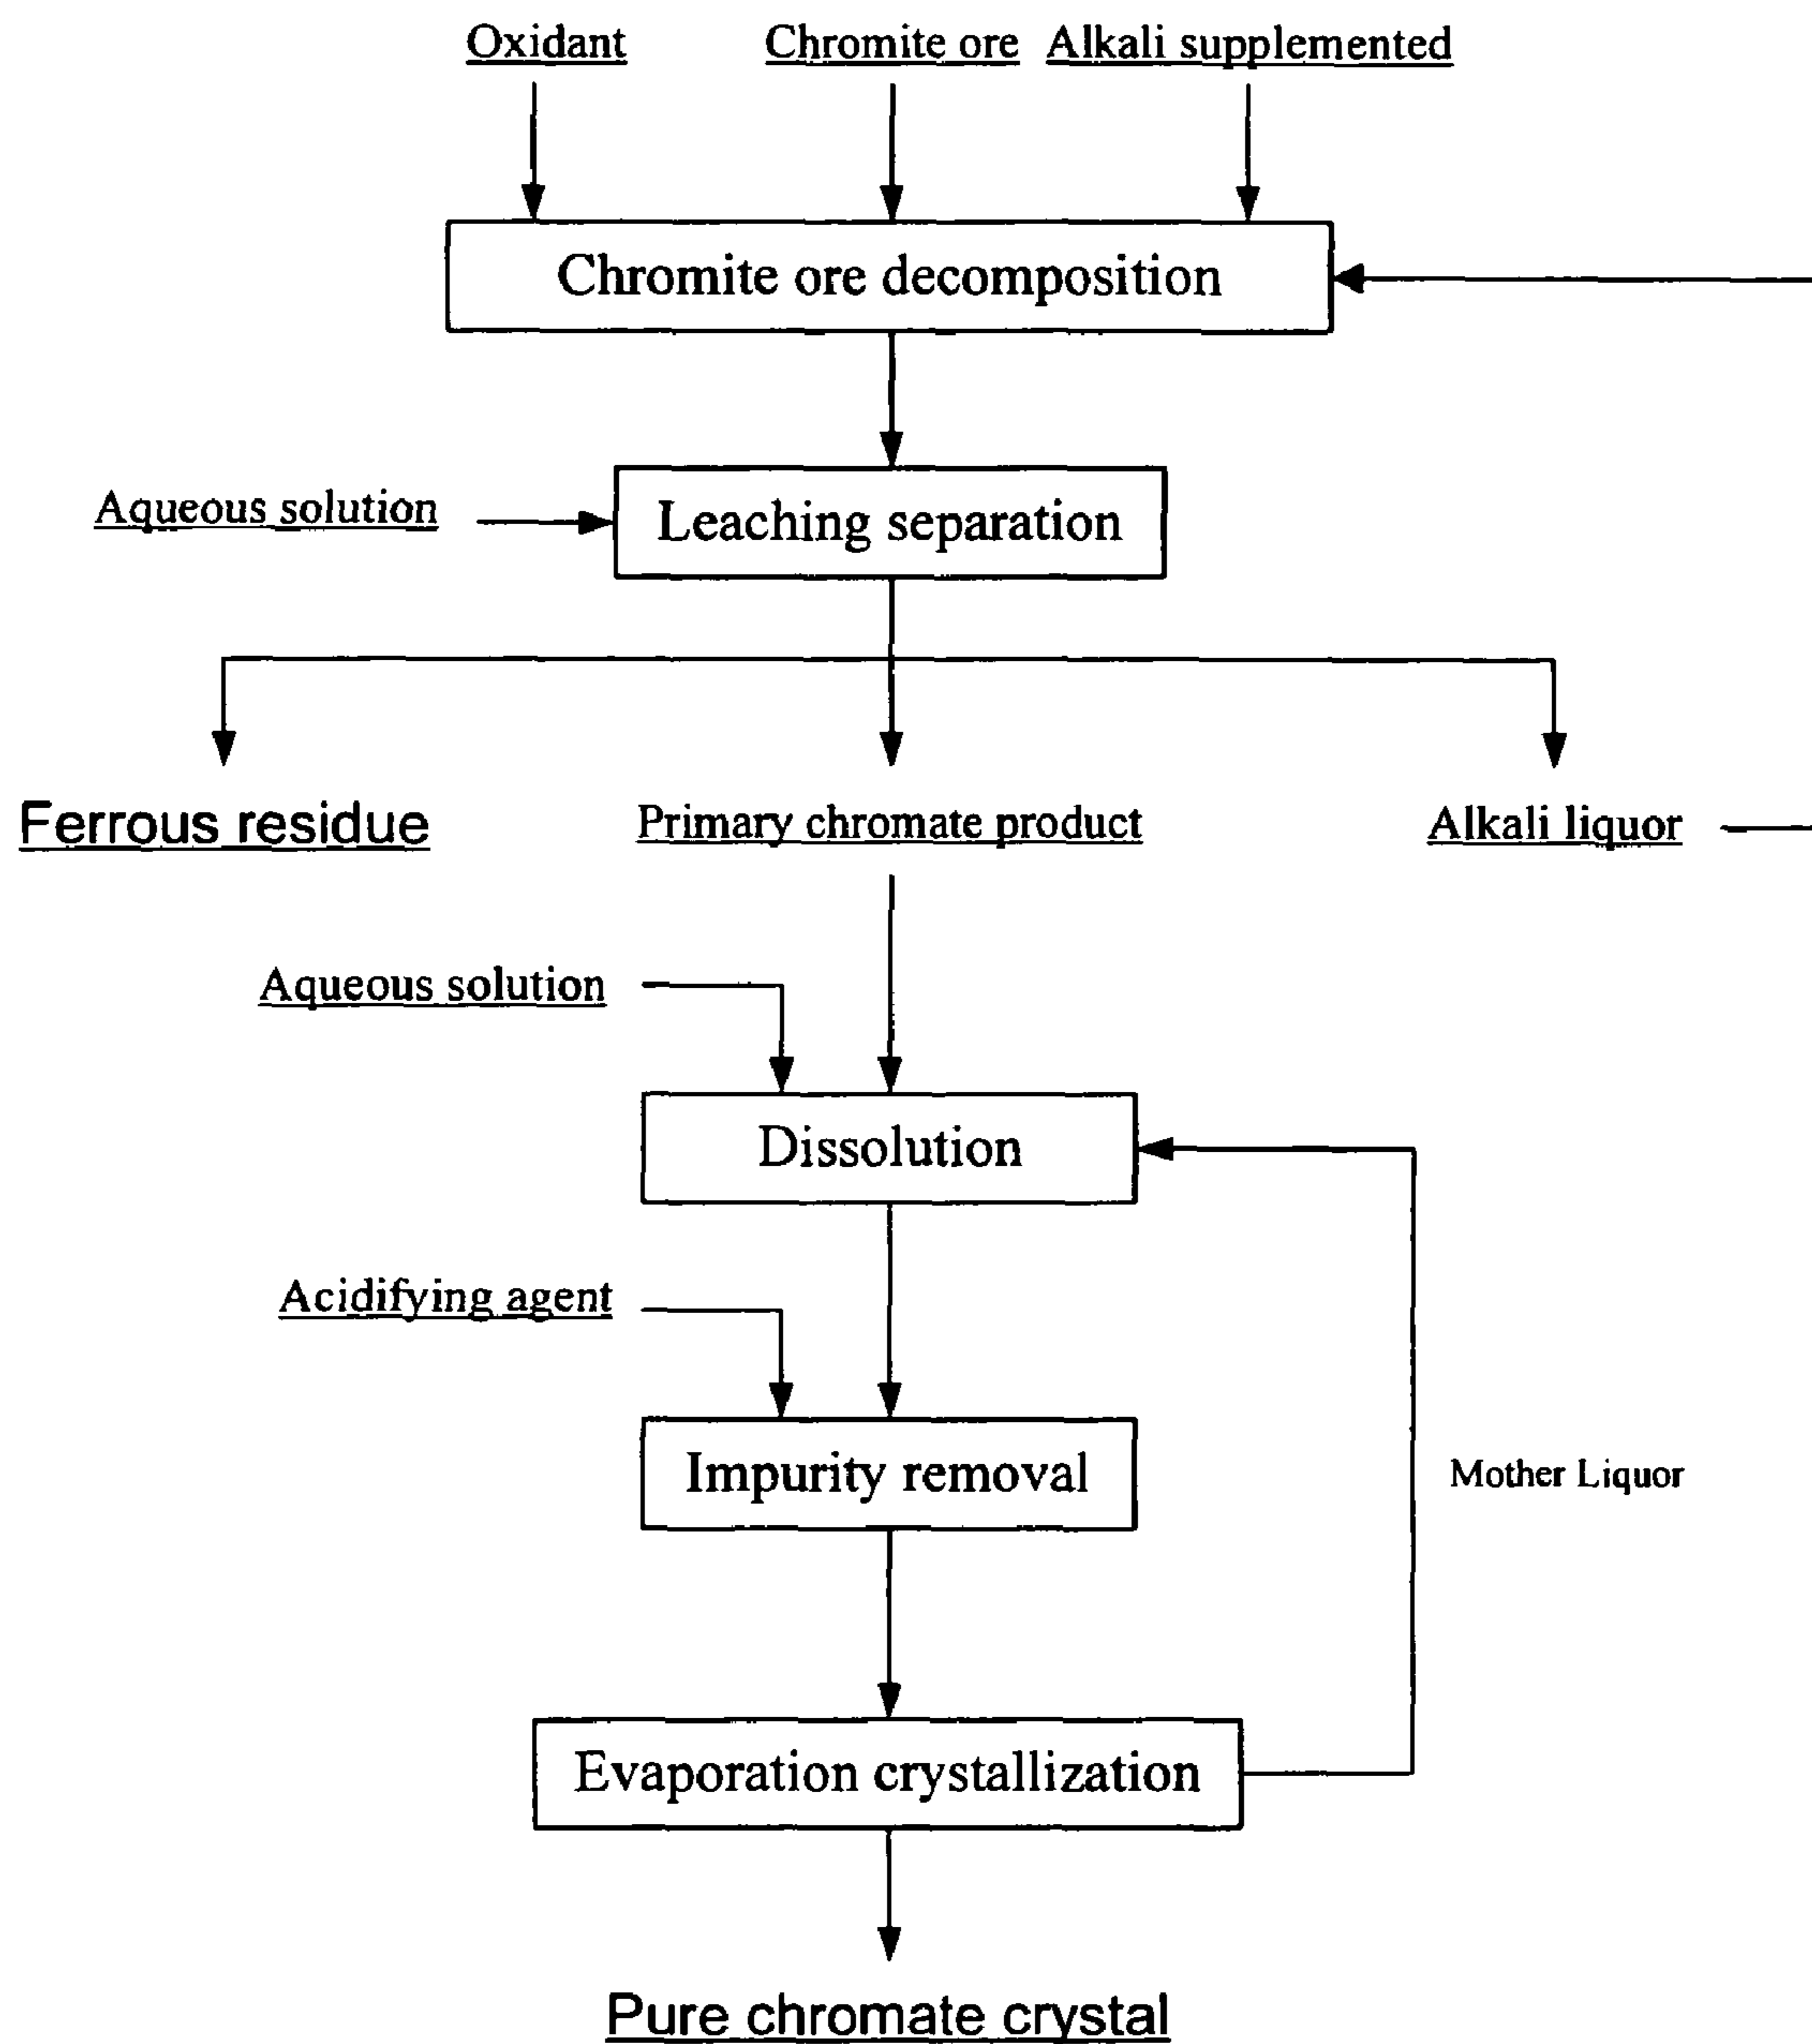 Oxidant Chromite ore Alkali supplemented
Chromite ore decomposition
Aqueous solution Leaching separation
Ferrous residue Primary chromate product Alkali liquor
Aqueous solution
Dissolution
Acidifying agent
Impurity removal Mother Liquor
Evaporation crystallization
Pure chromate crystal